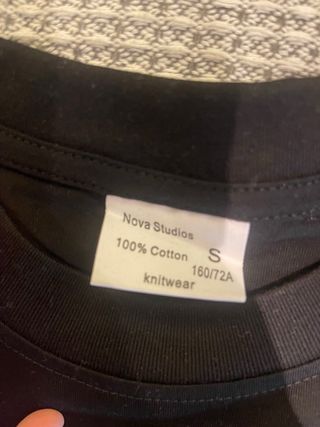 Nova Studios
100% Cotton S
160/72A
knitwear